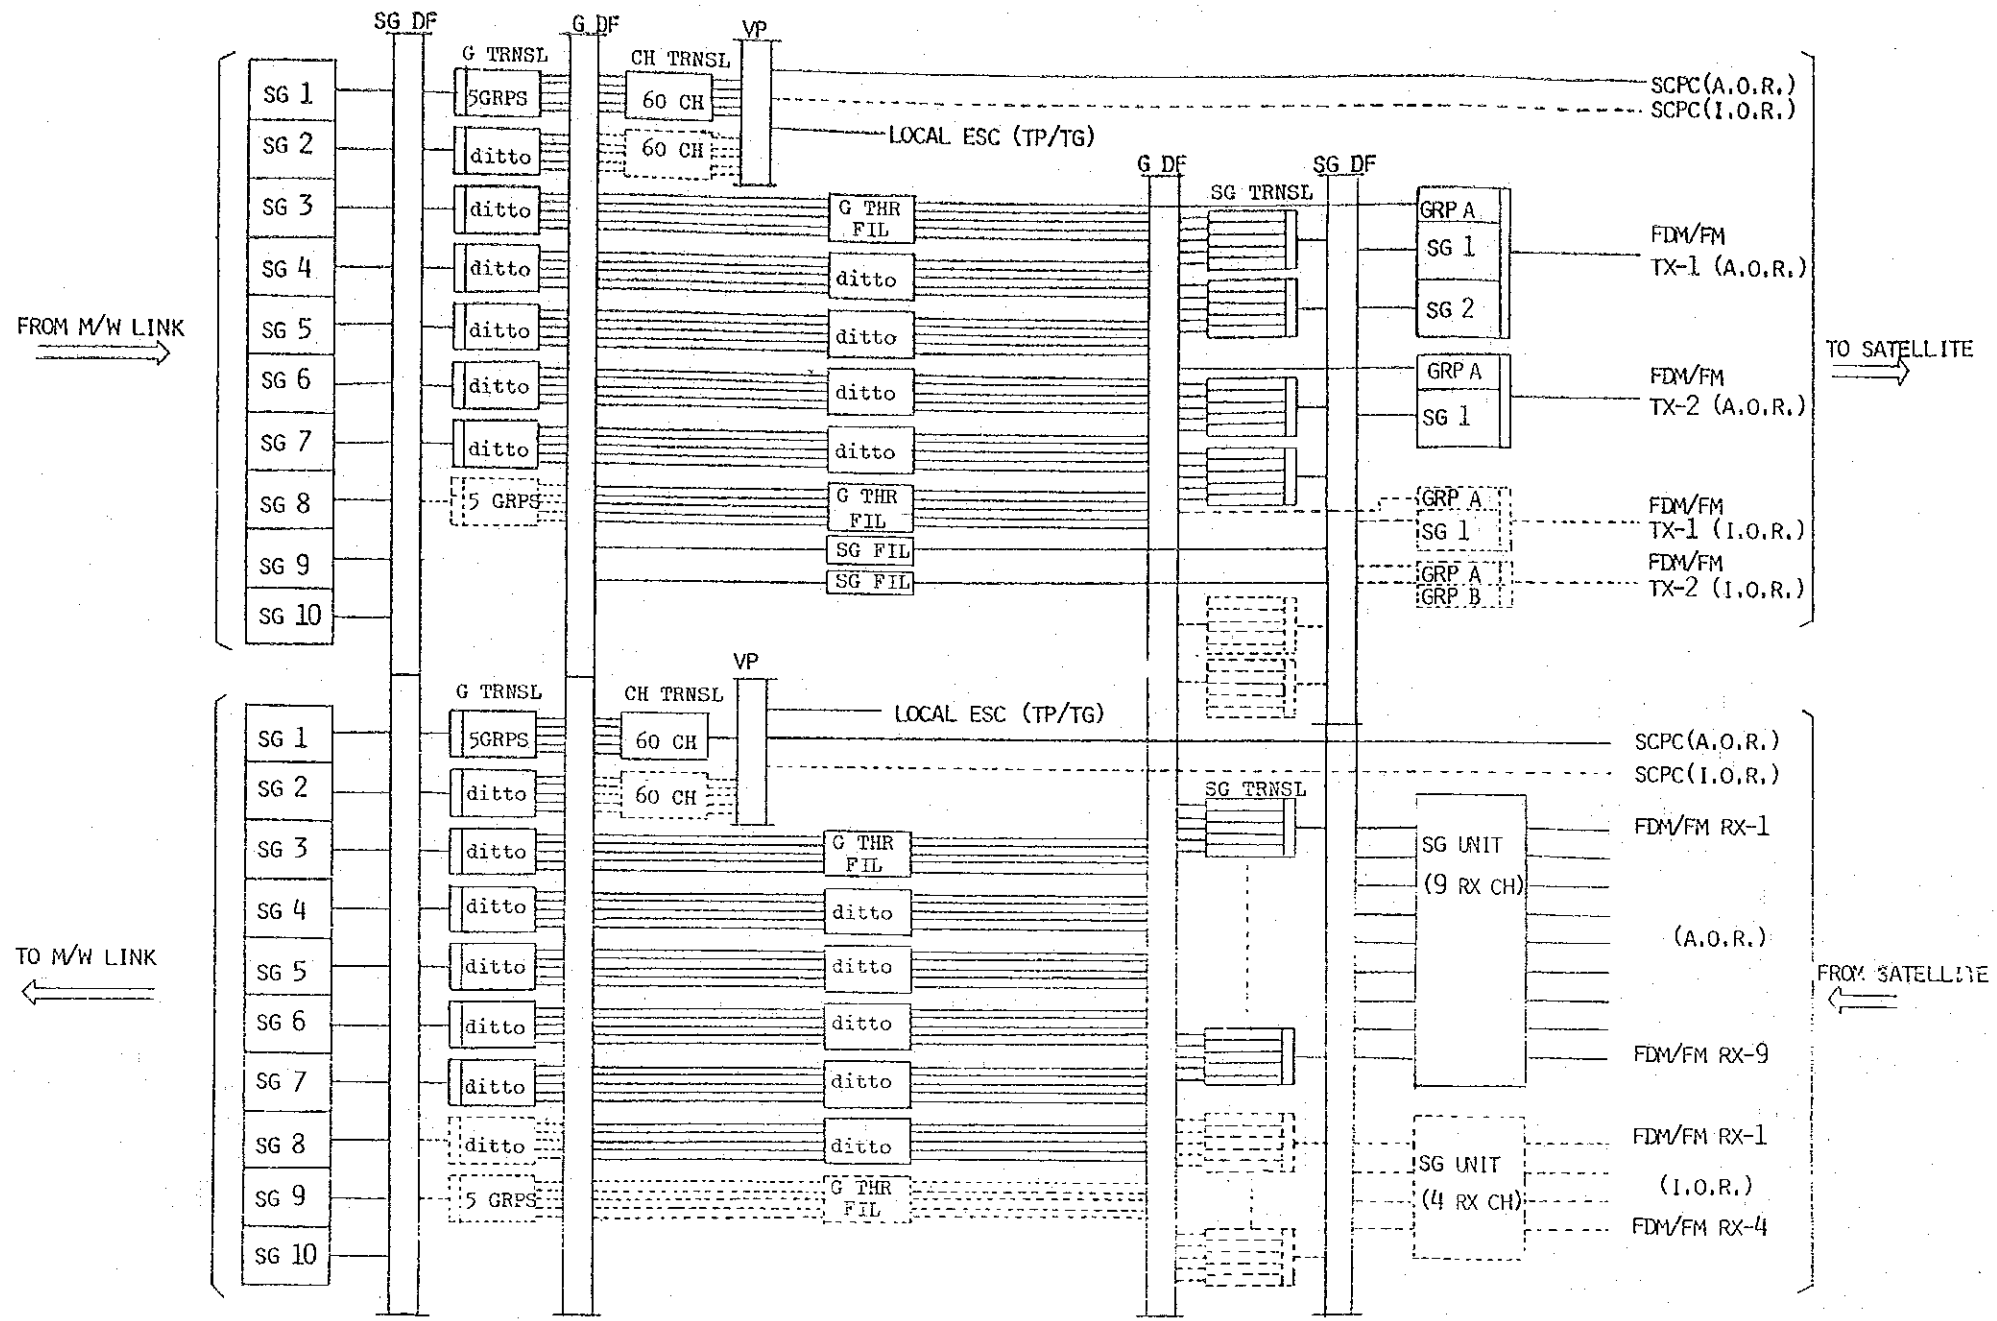 SG DF
G DF
VP
G TRNSL
CH TRNSL
SG 1
5GRPS
60 CH
SCPC(A.O.R.)
SCPC(I.O.R.)
LOCAL ESC (TP/TG)
SG 2
ditto
60 CH
G DF
SG DF
SG TRNSL
SG 3
ditto
G THR
FIL
GRP A
SG 1
SG 2
FDM/FM
TX-1 (A.O.R.)
SG 4
ditto
ditto
FROM M/W LINK
SG 5
ditto
ditto
TO SATELLITE
SG 6
ditto
ditto
GRP A
SG 1
FDM/FM
TX-2 (A.O.R.)
SG 7
ditto
ditto
SG 8
5 GRPS
G THR
FIL
GRP A
SG 1
FDM/FM
TX-1 (I.O.R.)
SG 9
SG FIL
SG FIL
GRP A
GRP B
FDM/FM
TX-2 (I.O.R.)
SG 10
VP
G TRNSL
CH TRNSL
LOCAL ESC (TP/TG)
SG 1
5GRPS
60 CH
SCPC(A.O.R.)
SCPC(I.O.R.)
SG 2
ditto
60 CH
SG TRNSL
SG 3
ditto
G THR
FIL
SG UNIT
(9 RX CH)
FDM/FM RX-1
SG 4
ditto
ditto
(A.O.R.)
TO M/W LINK
SG 5
ditto
ditto
FROM SATELLITE
SG 6
ditto
ditto
FDM/FM RX-9
SG 7
ditto
ditto
SG 8
ditto
ditto
SG UNIT
(4 RX CH)
FDM/FM RX-1
(I.O.R.)
FDM/FM RX-4
SG 9
5 GRPS
G THR
FIL
SG 10